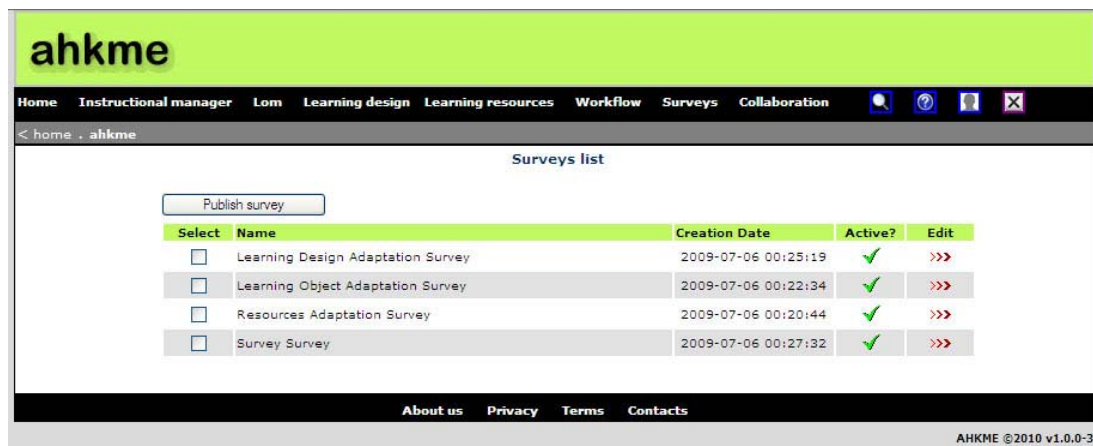 ahkme
Home Instructional manager Lom Learning design Learning resources Workflow Surveys Collaboration
< home . ahkme
Surveys list
Publish survey
Select Name Creation Date Active? Edit
Learning Design Adaptation Survey 2009-07-06 00:25:19 >>>
Learning Object Adaptation Survey 2009-07-06 00:22:34 >>>
Resources Adaptation Survey 2009-07-06 00:20:44 >>>
Survey Survey 2009-07-06 00:27:32 >>>
About us Privacy Terms Contacts
AHKME ©2010 v1.0.0-3